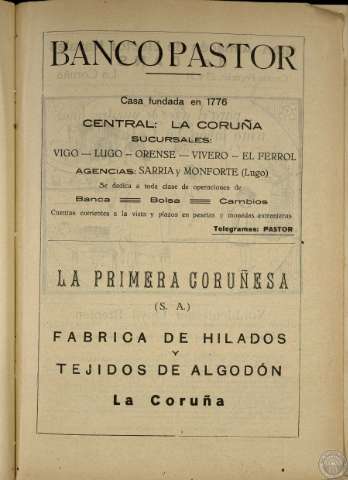 BANCO PASTOR
Casa fundada en 1776
CENTRAL: LA CORUÑA
SUCURSALES:
VIGO — LUGO — ORENSE — VIVERO — EL FERROL
AGENCIAS: SARRIA y MONFORTE (Lugo)
Se dedica a toda clase de operaciones de
Banca Bolsa Cambios
Cuentas corrientes a la vista y plazos en pesetas y monedas extranjeras
Telegramas: PASTOR
LA PRIMERA CORUÑESA
(S. A.)
FABRICA DE HILADOS
Y
TEJIDOS DE ALGODÓN
La Coruña